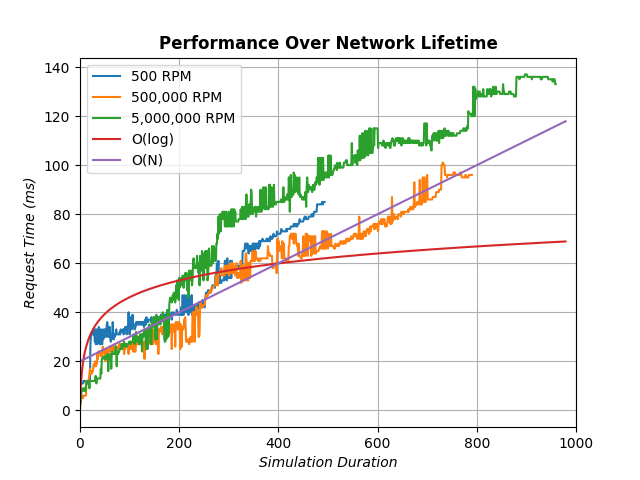 Performance Over Network Lifetime
140
120
100
80
60
40
20
0
Request Time (ms)
500 RPM
500,000 RPM
5,000,000 RPM
O(log)
O(N)
0
200
400
600
800
1000
Simulation Duration